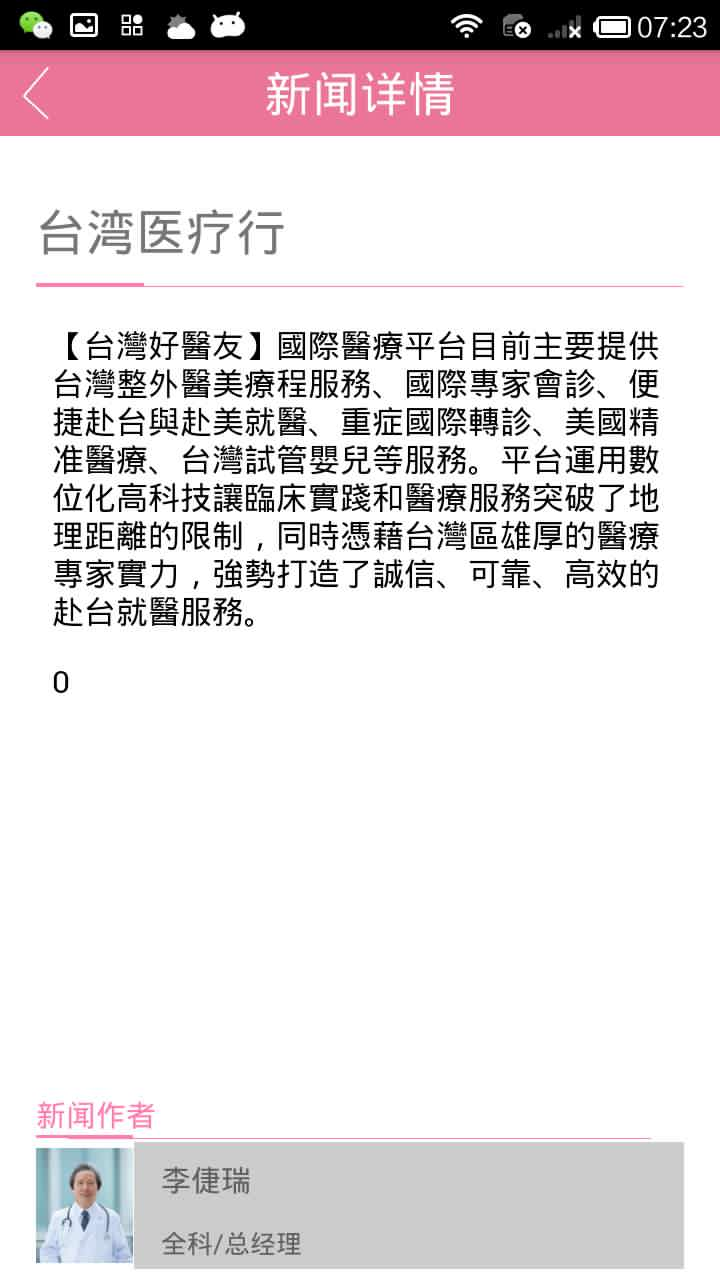 07:23
新闻详情
台湾医疗行
【台灣好醫友】國際醫療平台目前主要提供
台灣整外醫美療程服務、國際專家會診、便
捷赴台與赴美就醫、重症國際轉診、美國精
准醫療、台灣試管嬰兒等服務。平台運用數
位化高科技讓臨床實踐和醫療服務突破了地
理距離的限制，同時憑藉台灣區雄厚的醫療
專家實力，強勢打造了誠信、可靠、高效的
赴台就醫服務。
0
新闻作者
李倢瑞
全科/总经理